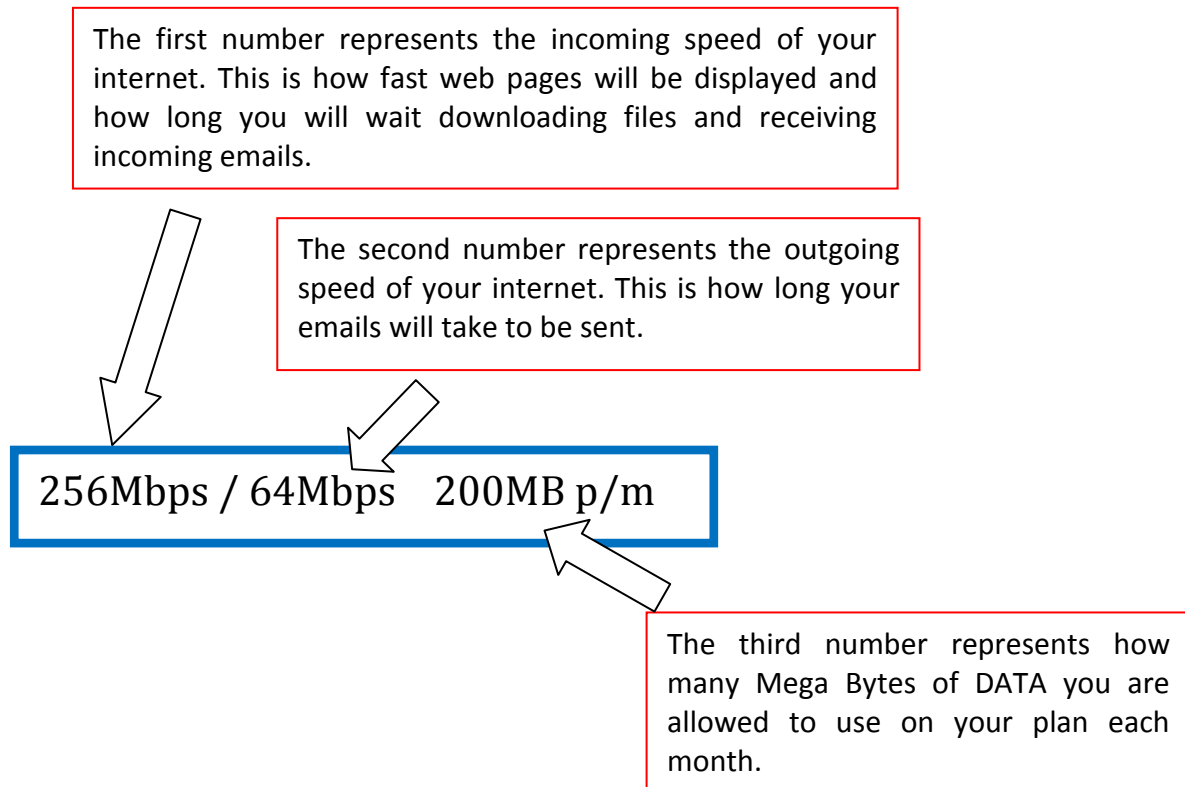 The first number represents the incoming speed of your
internet. This is how fast web pages will be displayed and
how long you will wait downloading files and receiving
incoming emails.
The second number represents the outgoing
speed of your internet. This is how long your
emails will take to be sent.
256Mbps / 64Mbps 200MB p/m
The third number represents how
many Mega Bytes of DATA you are
allowed to use on your plan each
month.